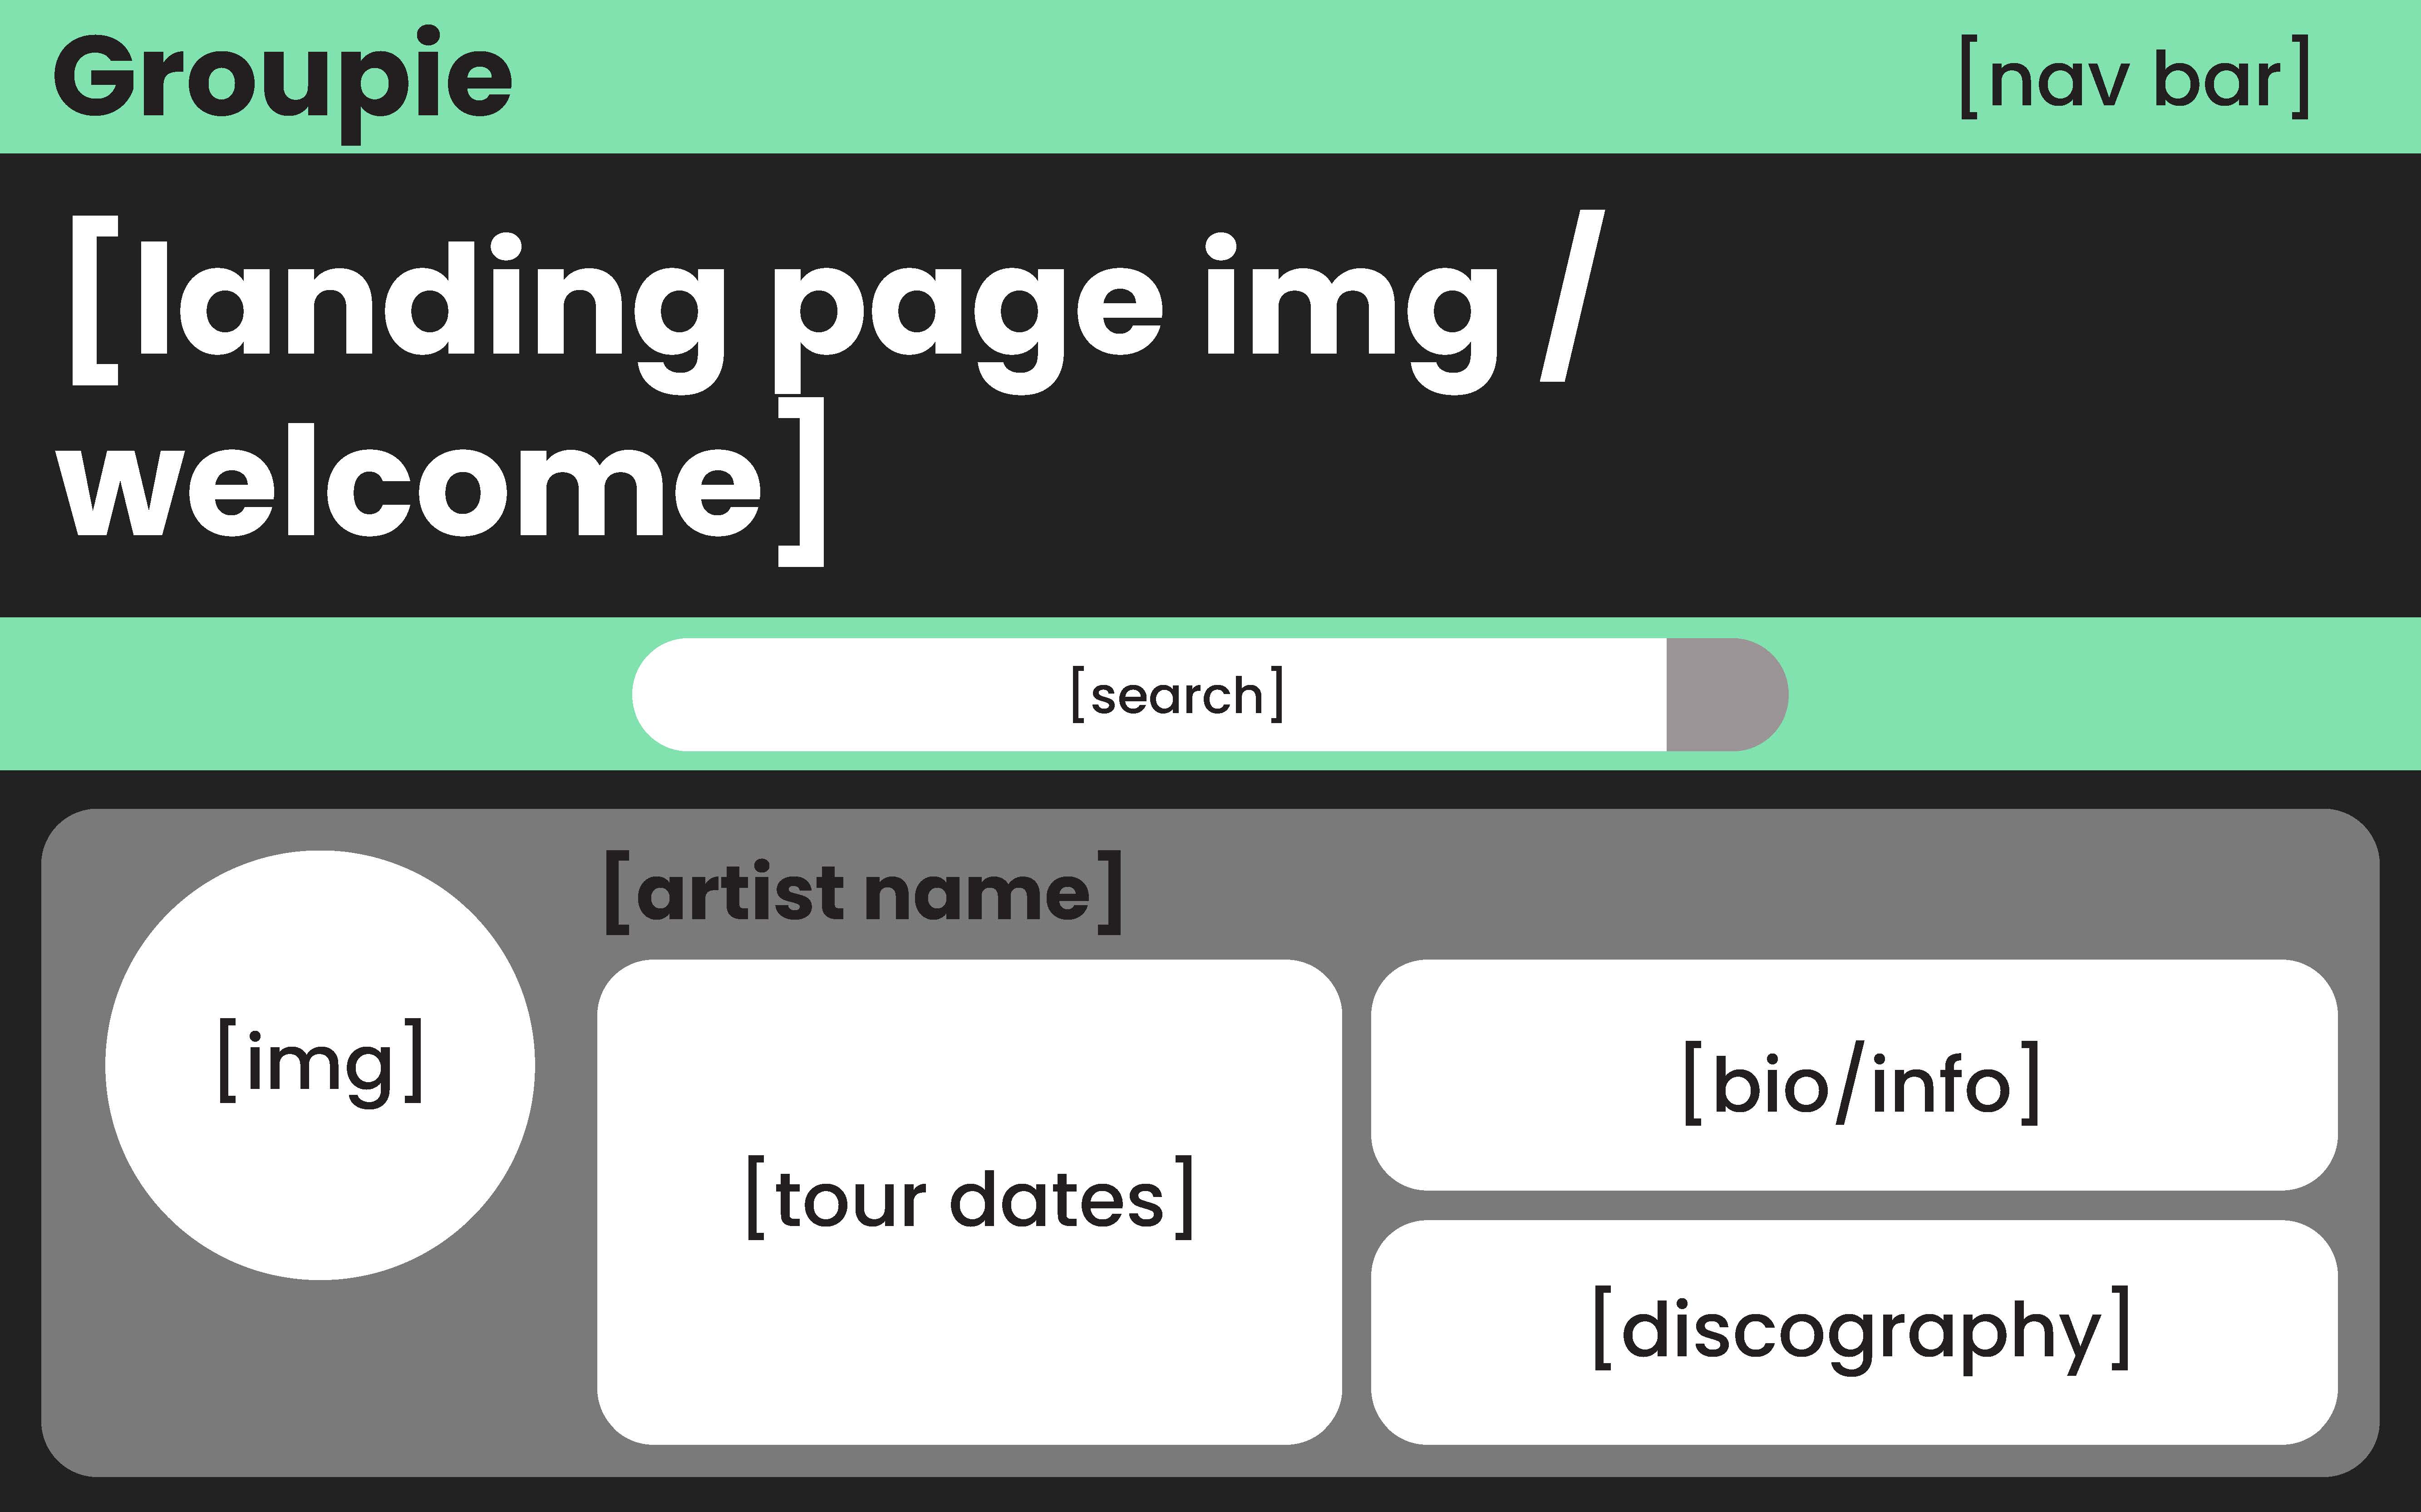 Groupie
[nav bar]
[landing page img /
welcome]
[search]
[artist name]
[img]
[tour dates]
[bio/info]
[discography]